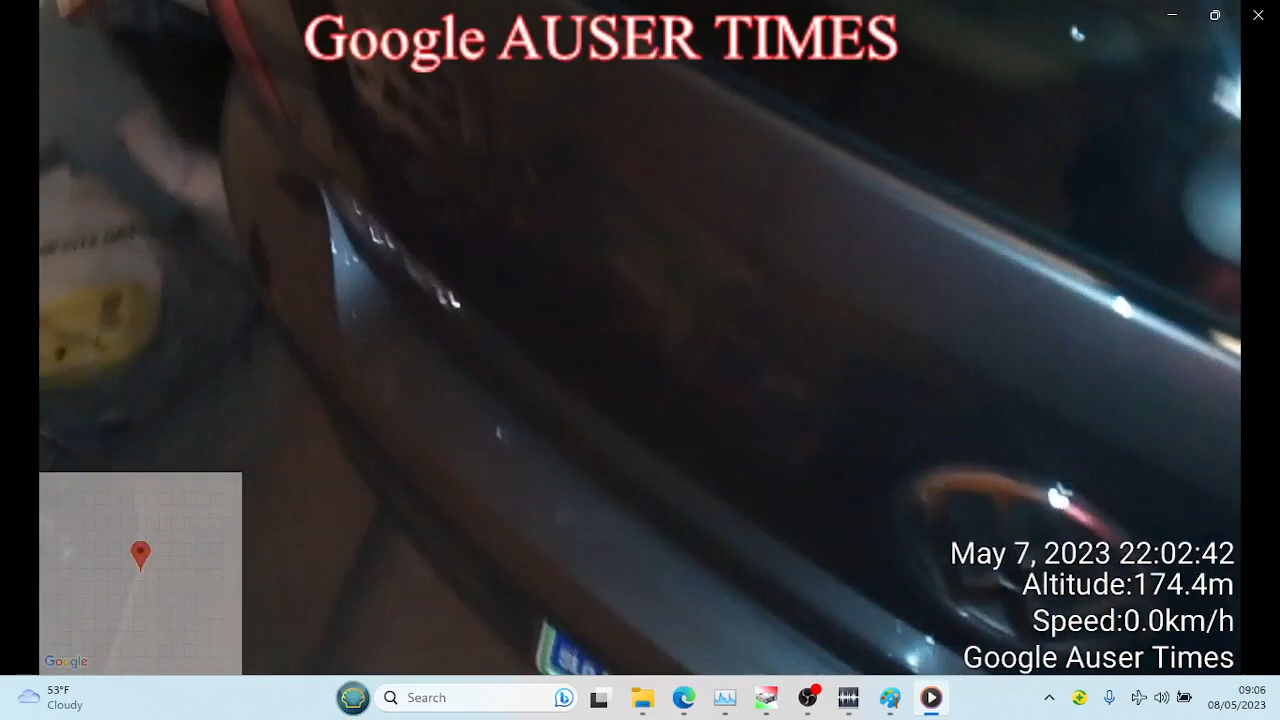 Google AUSER TIMES
May 7, 2023 22:02:42
Altitude:174.4m
Speed:0.0km/h
Google Auser Times
Google
53°F
Cloudy
Search
09:06
08/05/2023